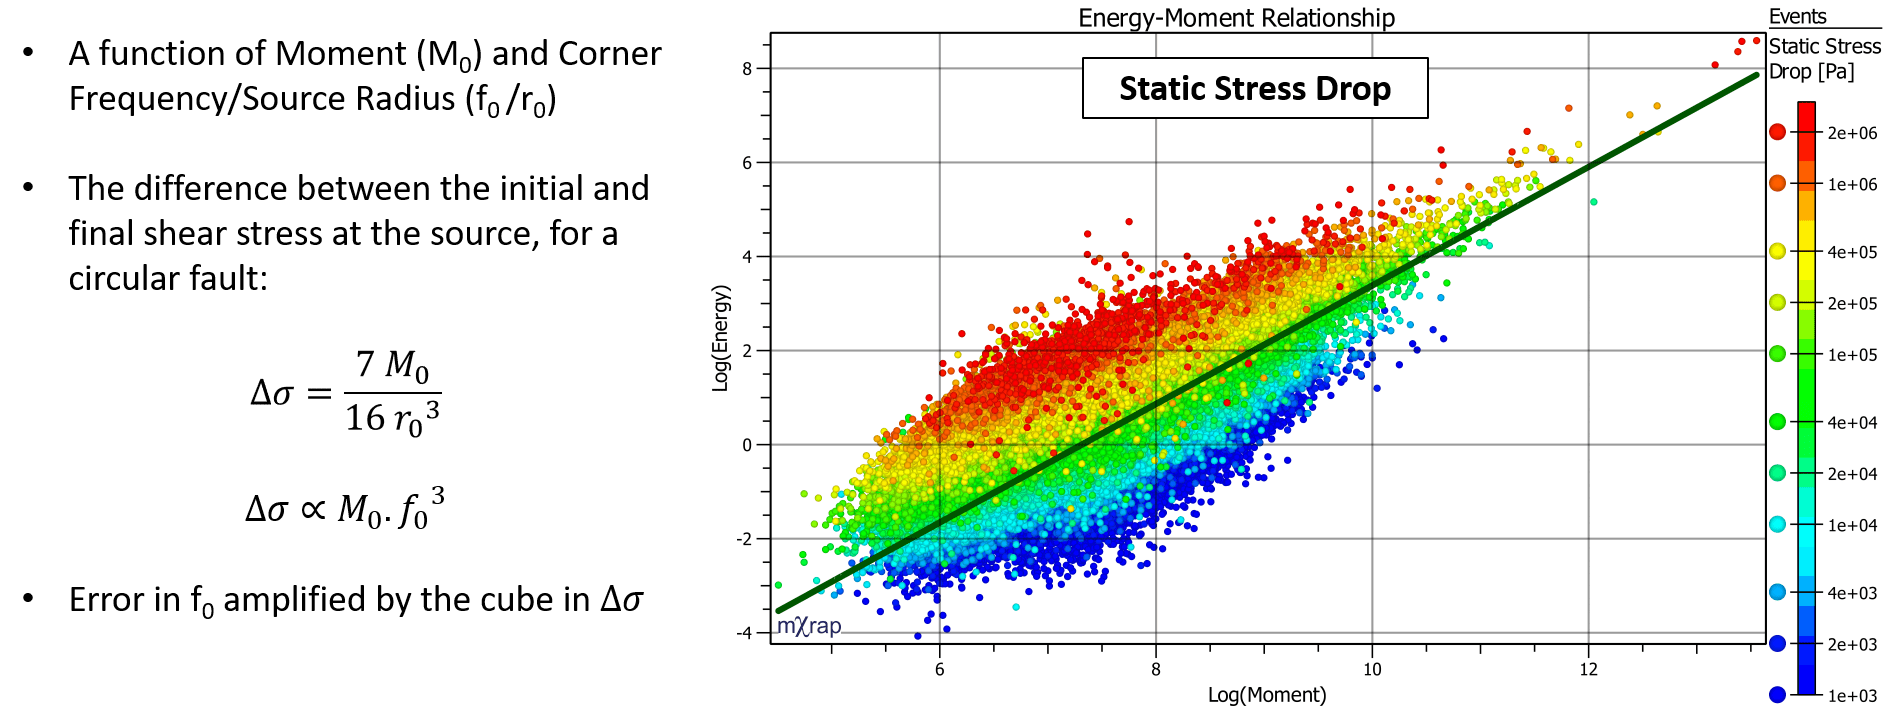 • A function of Moment (M₀) and Corner
Frequency/Source Radius (f₀/r₀)
• The difference between the initial and
final shear stress at the source, for a
circular fault:
Δσ = 7 M₀ / 16 r₀³
Δσ ∝ M₀. f₀³
• Error in f₀ amplified by the cube in Δσ
Energy-Moment Relationship
Static Stress Drop
Log(Energy)
8
6
4
2
0
-2
-4
mXrap
6
8
10
12
Log(Moment)
Events
Static Stress
Drop [Pa]
2e+06
1e+06
4e+05
2e+05
1e+05
4e+04
2e+04
1e+04
4e+03
2e+03
1e+03